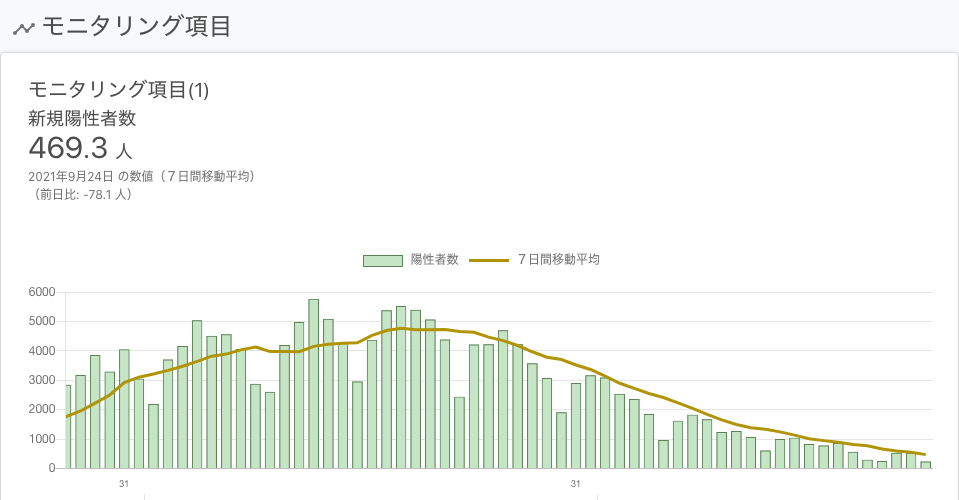 モニタリング項目
モニタリング項目(1)
新規陽性者数
469.3 人
2021年9月24日 の数値（７日間移動平均）
（前日比: -78.1 人）
陽性者数 ７日間移動平均
6000
5000
4000
3000
2000
1000
0
31 31